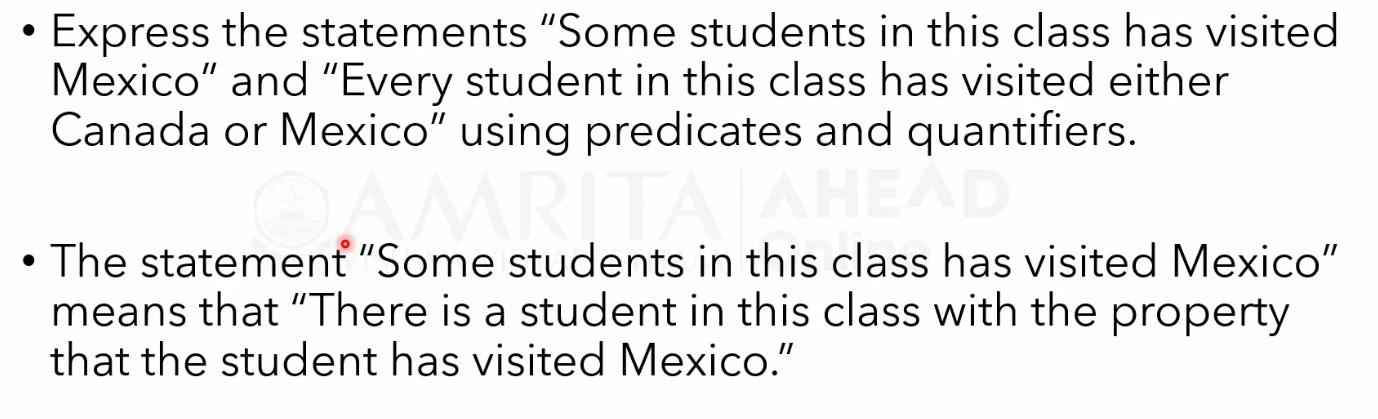 • Express the statements “Some students in this class has visited
Mexico” and “Every student in this class has visited either
Canada or Mexico” using predicates and quantifiers.
AMRITA | AHEAD
Online
• The statement “Some students in this class has visited Mexico”
means that “There is a student in this class with the property
that the student has visited Mexico.”